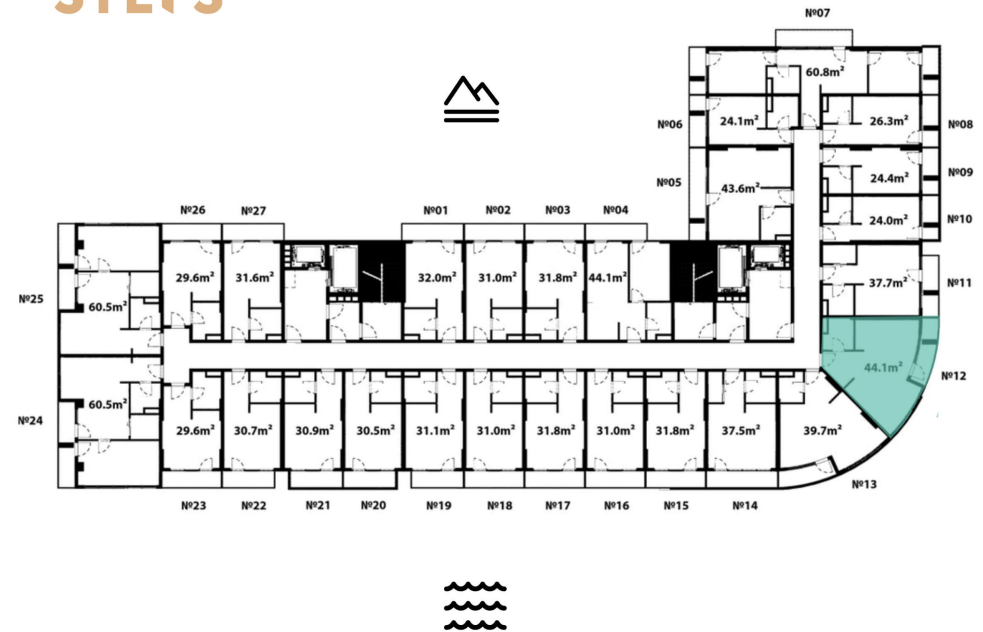 №07
60.8m²
№06
24.1m²
26.3m²
№08
№05
43.6m²
24.4m²
№09
24.0m²
№10
№26
№27
№01
№02
№03
№04
29.6m²
31.6m²
32.0m²
31.0m²
31.8m²
44.1m²
37.7m²
№11
№25
60.5m²
44.1m²
№12
№24
60.5m²
29.6m²
30.7m²
30.9m²
30.5m²
31.1m²
31.0m²
31.8m²
31.0m²
31.8m²
37.5m²
39.7m²
№13
№23
№22
№21
№20
№19
№18
№17
№16
№15
№14